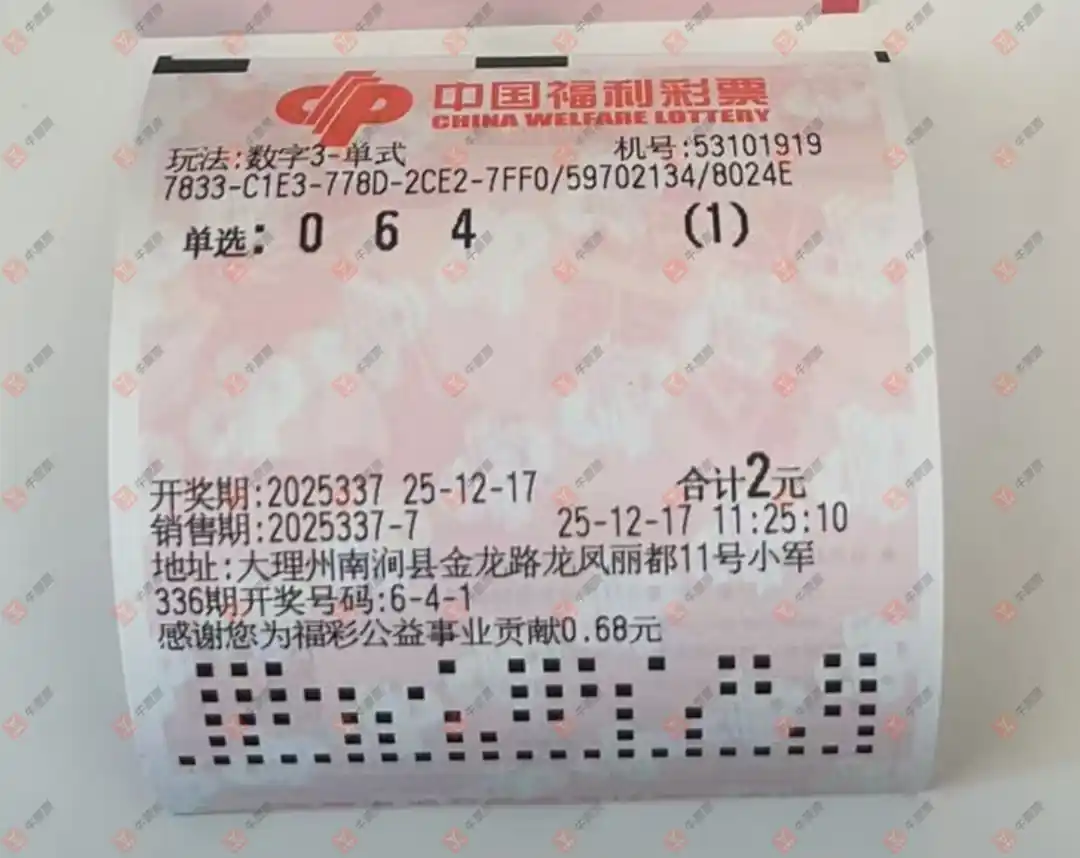 中国福利彩票
CHINA WELFARE LOTTERY
玩法:数字3-单式 机号:53101919
7833-C1E3-778D-2CE2-7FF0/59702134/8024E
单选: 0 6 4 (1)
开奖期:2025337 25-12-17 合计2元
销售期:2025337-7 25-12-17 11:25:10
地址:大理州南涧县金龙路龙凤丽都11号小军
336期开奖号码:6-4-1
感谢您为福彩公益事业贡献0.68元